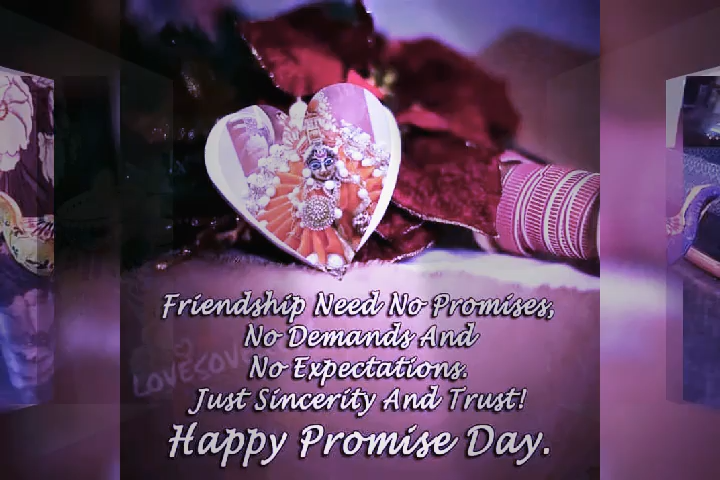 Friendship Need No Promises,
No Demands And
No Expectations.
Just Sincerity And Trust!
Happy Promise Day.